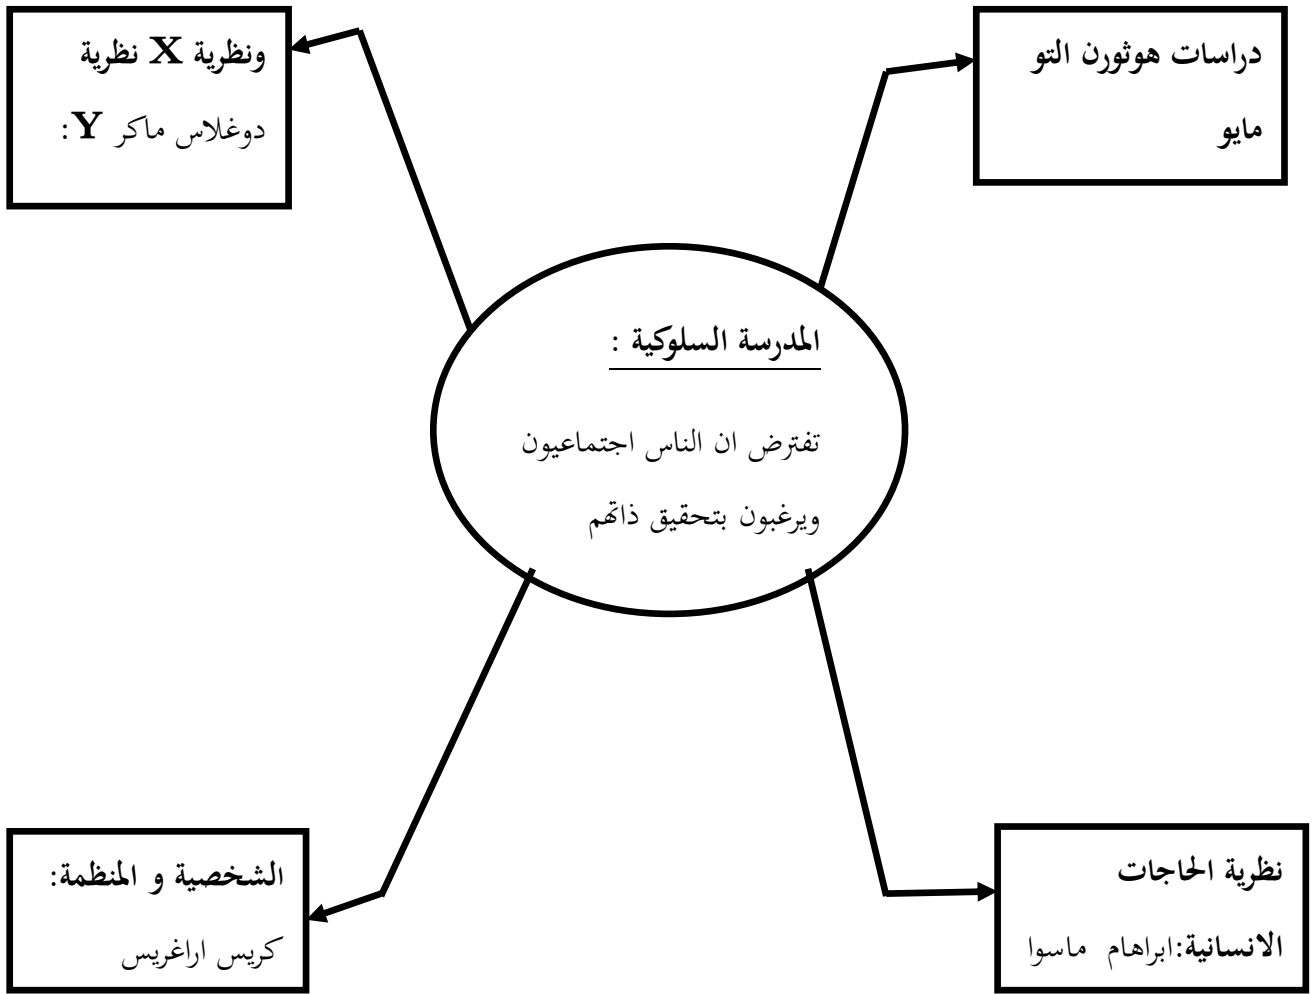 دراسات هوثورن التو
مايو
ونظرية X نظرية
دوغلاس ماكر Y:
المدرسة السلوكية :
تفترض ان الناس اجتماعيون
ويرغبون بتحقيق ذاتهم
نظرية الحاجات
الانسانية:ابراهام ماسوا
الشخصية و المنظمة:
كريس اراغريس